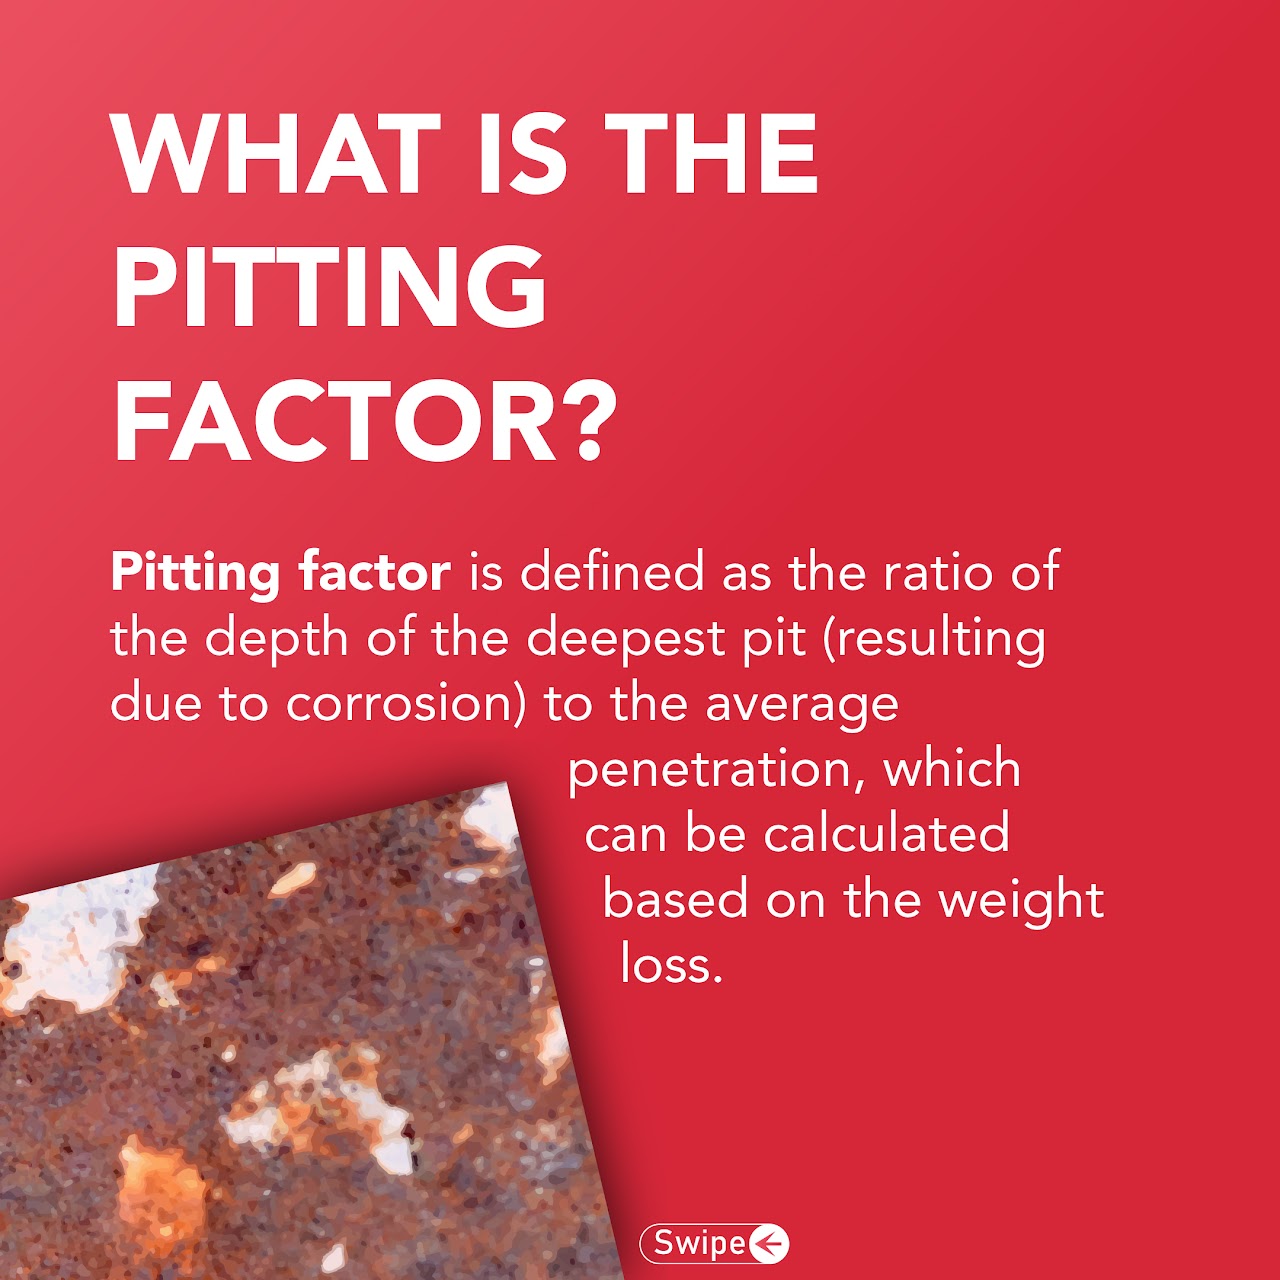 WHAT IS THE
PITTING
FACTOR?
Pitting factor is defined as the ratio of
the depth of the deepest pit (resulting
due to corrosion) to the average
penetration, which
can be calculated
based on the weight
loss.
Swipe